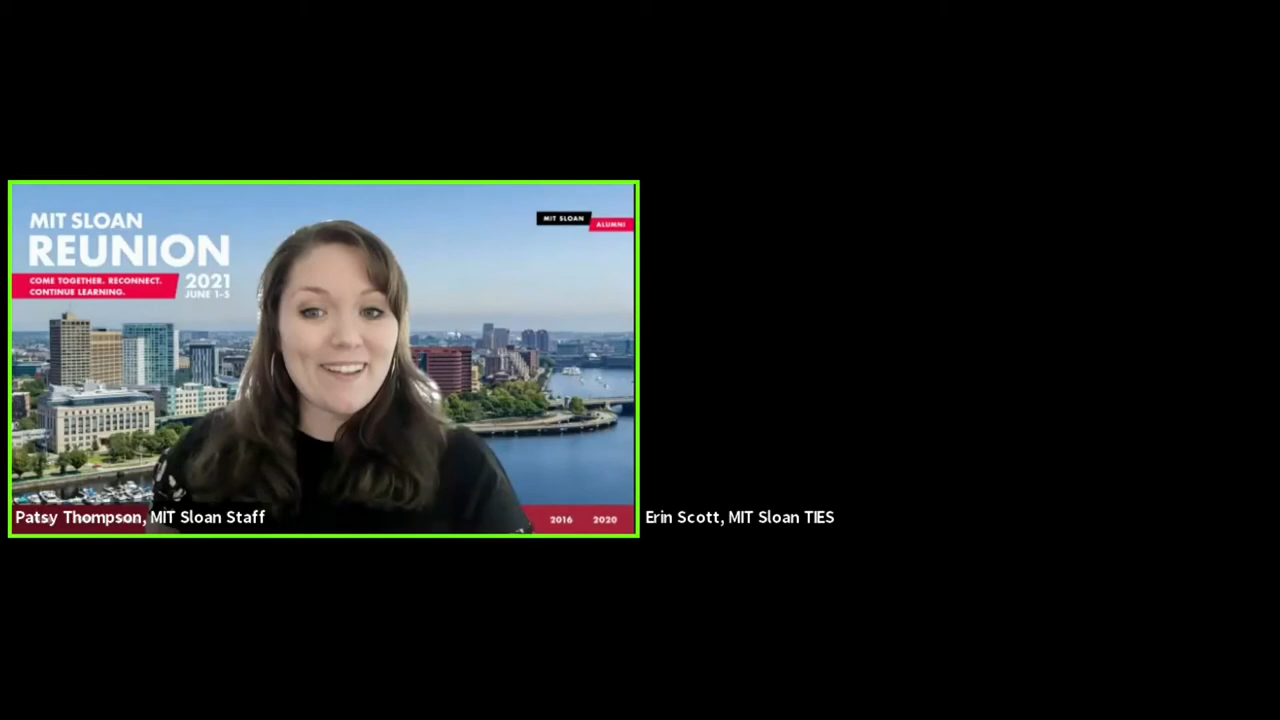 MIT SLOAN
REUNION
COME TOGETHER. RECONNECT.
CONTINUE LEARNING.
2021
JUNE 1–5
MIT SLOAN
ALUMNI
Patsy Thompson, MIT Sloan Staff
2016 2020
Erin Scott, MIT Sloan TIES